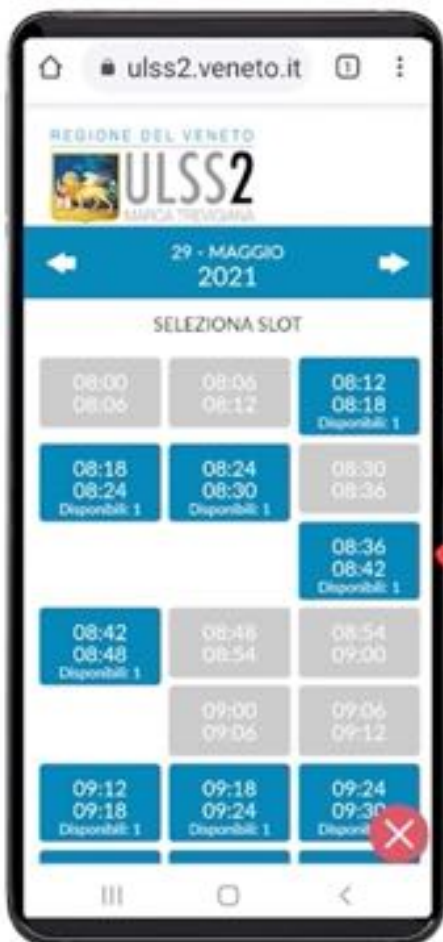 ulss2.veneto.it
1
REGIONE DEL VENETO
ULSS2
MARCA TREVIGIANA
29 - MAGGIO
2021
SELEZIONA SLOT
08:00
08:06
08:06
08:12
08:12
08:18
Disponibili: 1
08:18
08:24
Disponibili: 1
08:24
08:30
Disponibili: 1
08:30
08:36
08:36
08:42
Disponibili: 1
08:42
08:48
Disponibili: 1
08:48
08:54
08:54
09:00
09:00
09:06
09:06
09:12
09:12
09:18
Disponibili: 1
09:18
09:24
Disponibili: 1
09:24
09:30